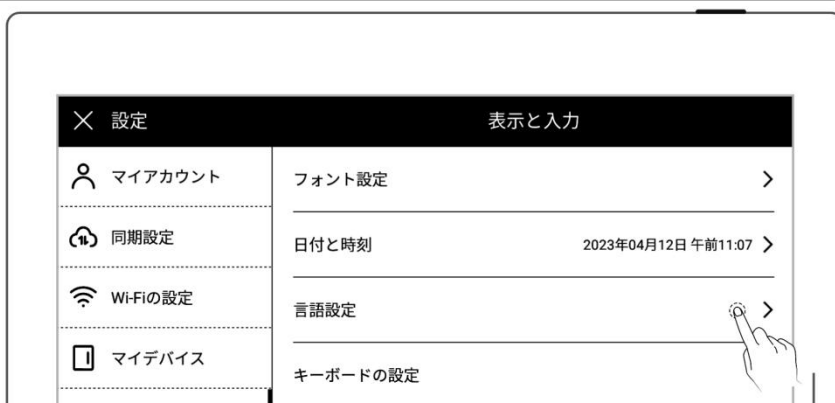 設定
表示と入力
マイアカウント
同期設定
Wi-Fiの設定
マイデバイス
フォント設定
日付と時刻 2023年04月12日 午前11:07
言語設定
キーボードの設定